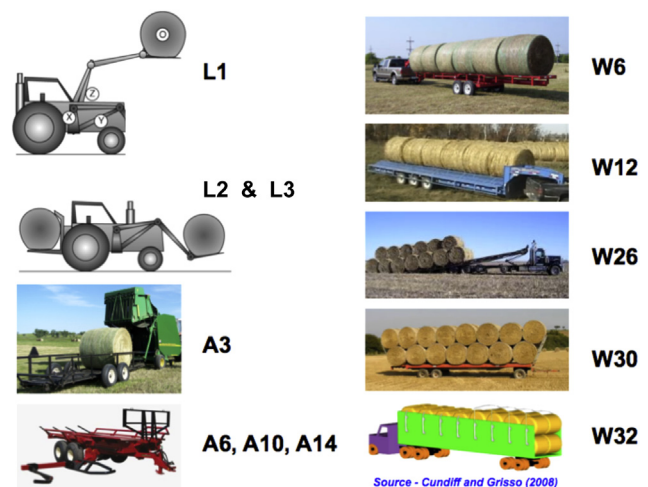 L1
X
Y
Z
L2 & L3
A3
A6, A10, A14
W6
W12
W26
W30
W32
Source - Cundiff and Grisso (2008)